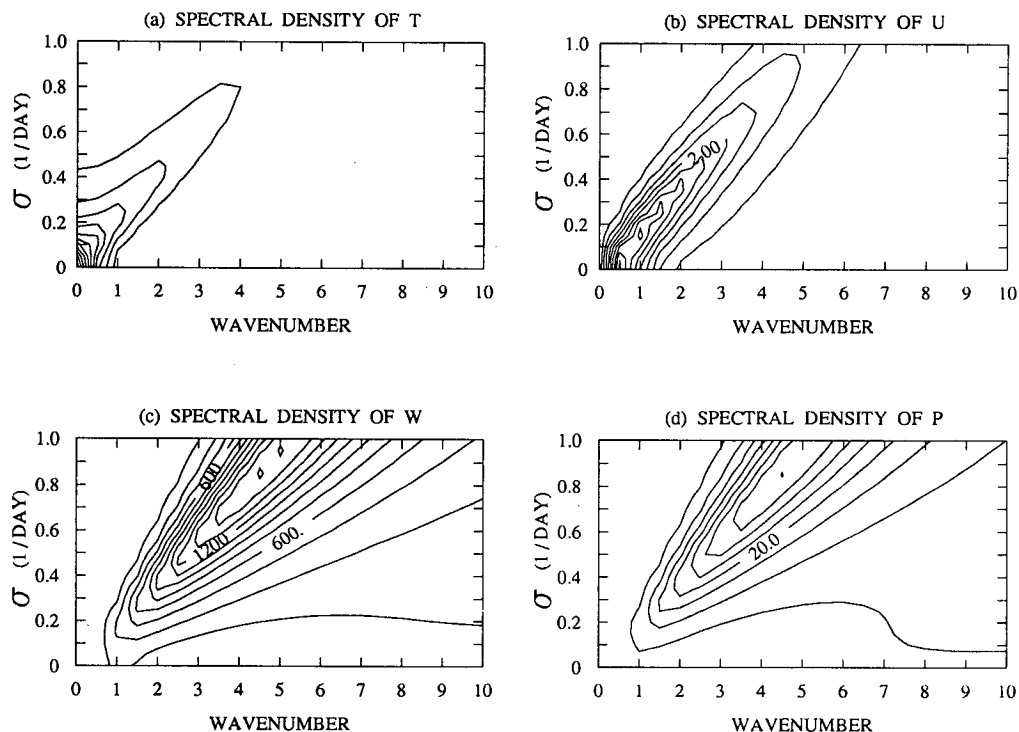 (a) SPECTRAL DENSITY OF T
1.0
0.8
0.6
0.4
0.2
0
σ (1/DAY)
0 1 2 3 4 5 6 7 8 9 10
WAVENUMBER
(b) SPECTRAL DENSITY OF U
1.0
0.8
0.6
0.4
0.2
0
σ (1/DAY)
2.00
0 1 2 3 4 5 6 7 8 9 10
WAVENUMBER
(c) SPECTRAL DENSITY OF W
1.0
0.8
0.6
0.4
0.2
0
σ (1/DAY)
600
1200
600.
0 1 2 3 4 5 6 7 8 9 10
WAVENUMBER
(d) SPECTRAL DENSITY OF P
1.0
0.8
0.6
0.4
0.2
0
σ (1/DAY)
20.0
0 1 2 3 4 5 6 7 8 9 10
WAVENUMBER